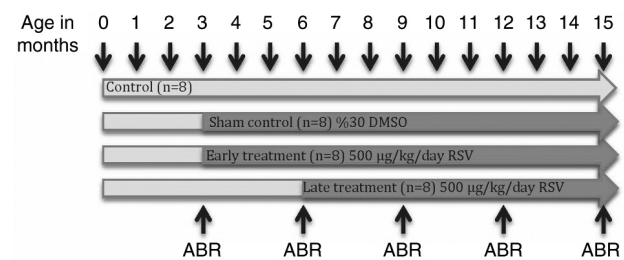 Age in months 0 1 2 3 4 5 6 7 8 9 10 11 12 13 14 15
Control (n=8)
Sham control (n=8) %30 DMSO
Early treatment (n=8) 500 µg/kg/day RSV
Late treatment (n=8) 500 µg/kg/day RSV
ABR ABR ABR ABR ABR